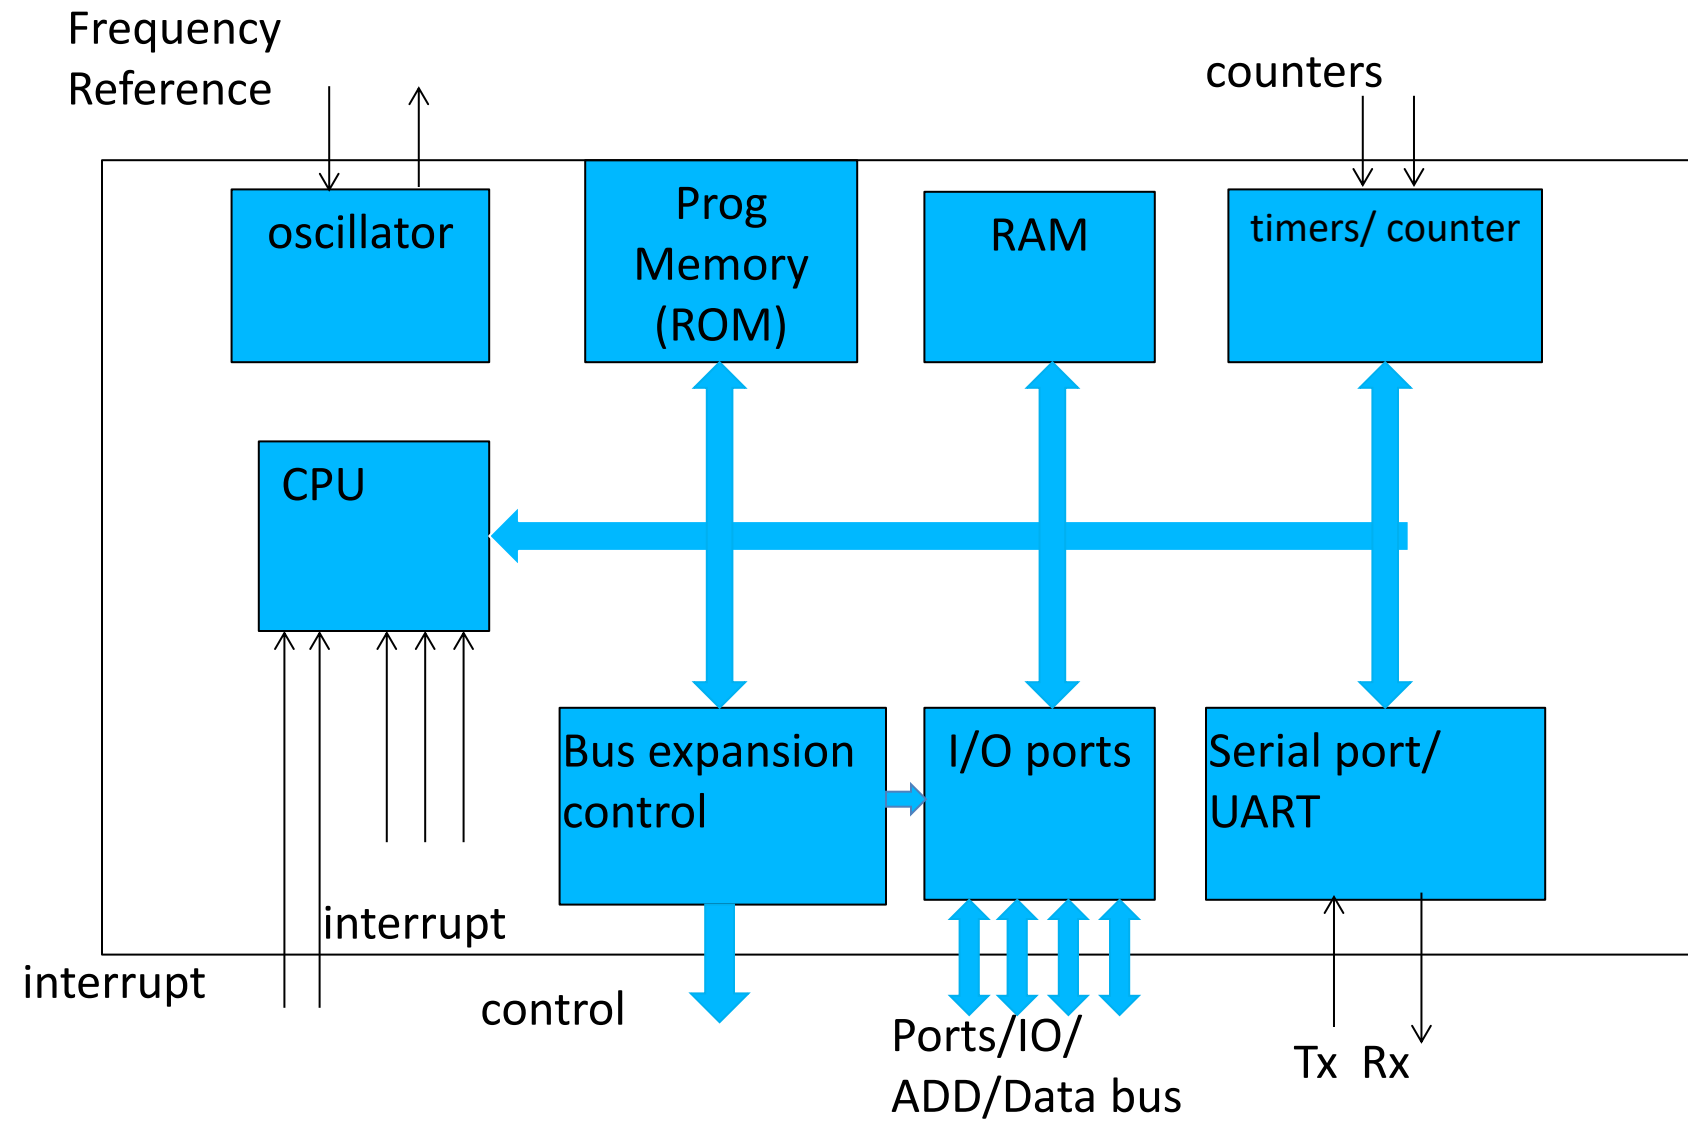 Frequency
Reference
counters
oscillator
Prog
Memory
(ROM)
RAM
timers/ counter
CPU
Bus expansion
control
I/O ports
Serial port/
UART
interrupt
interrupt
control
Ports/IO/
ADD/Data bus
Tx Rx